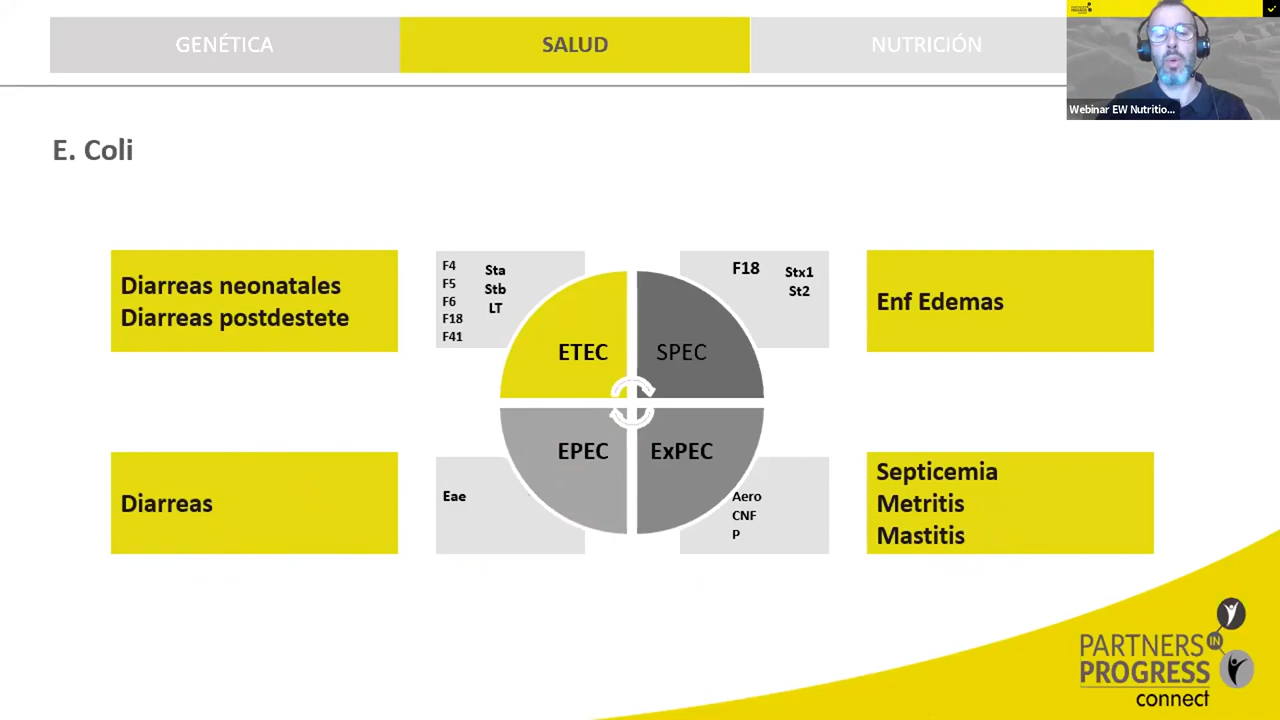 GENÉTICA
SALUD
NUTRICIÓN
Webinar EW Nutritio...
E. Coli
Diarreas neonatales
Diarreas postdestete
F4
F5
F6
F18
F41
Sta
Stb
LT
ETEC
SPEC
F18
Stx1
St2
Enf Edemas
Diarreas
Eae
EPEC
ExPEC
Aero
CNF
P
Septicemia
Metritis
Mastitis
PARTNERS
IN
PROGRESS
connect